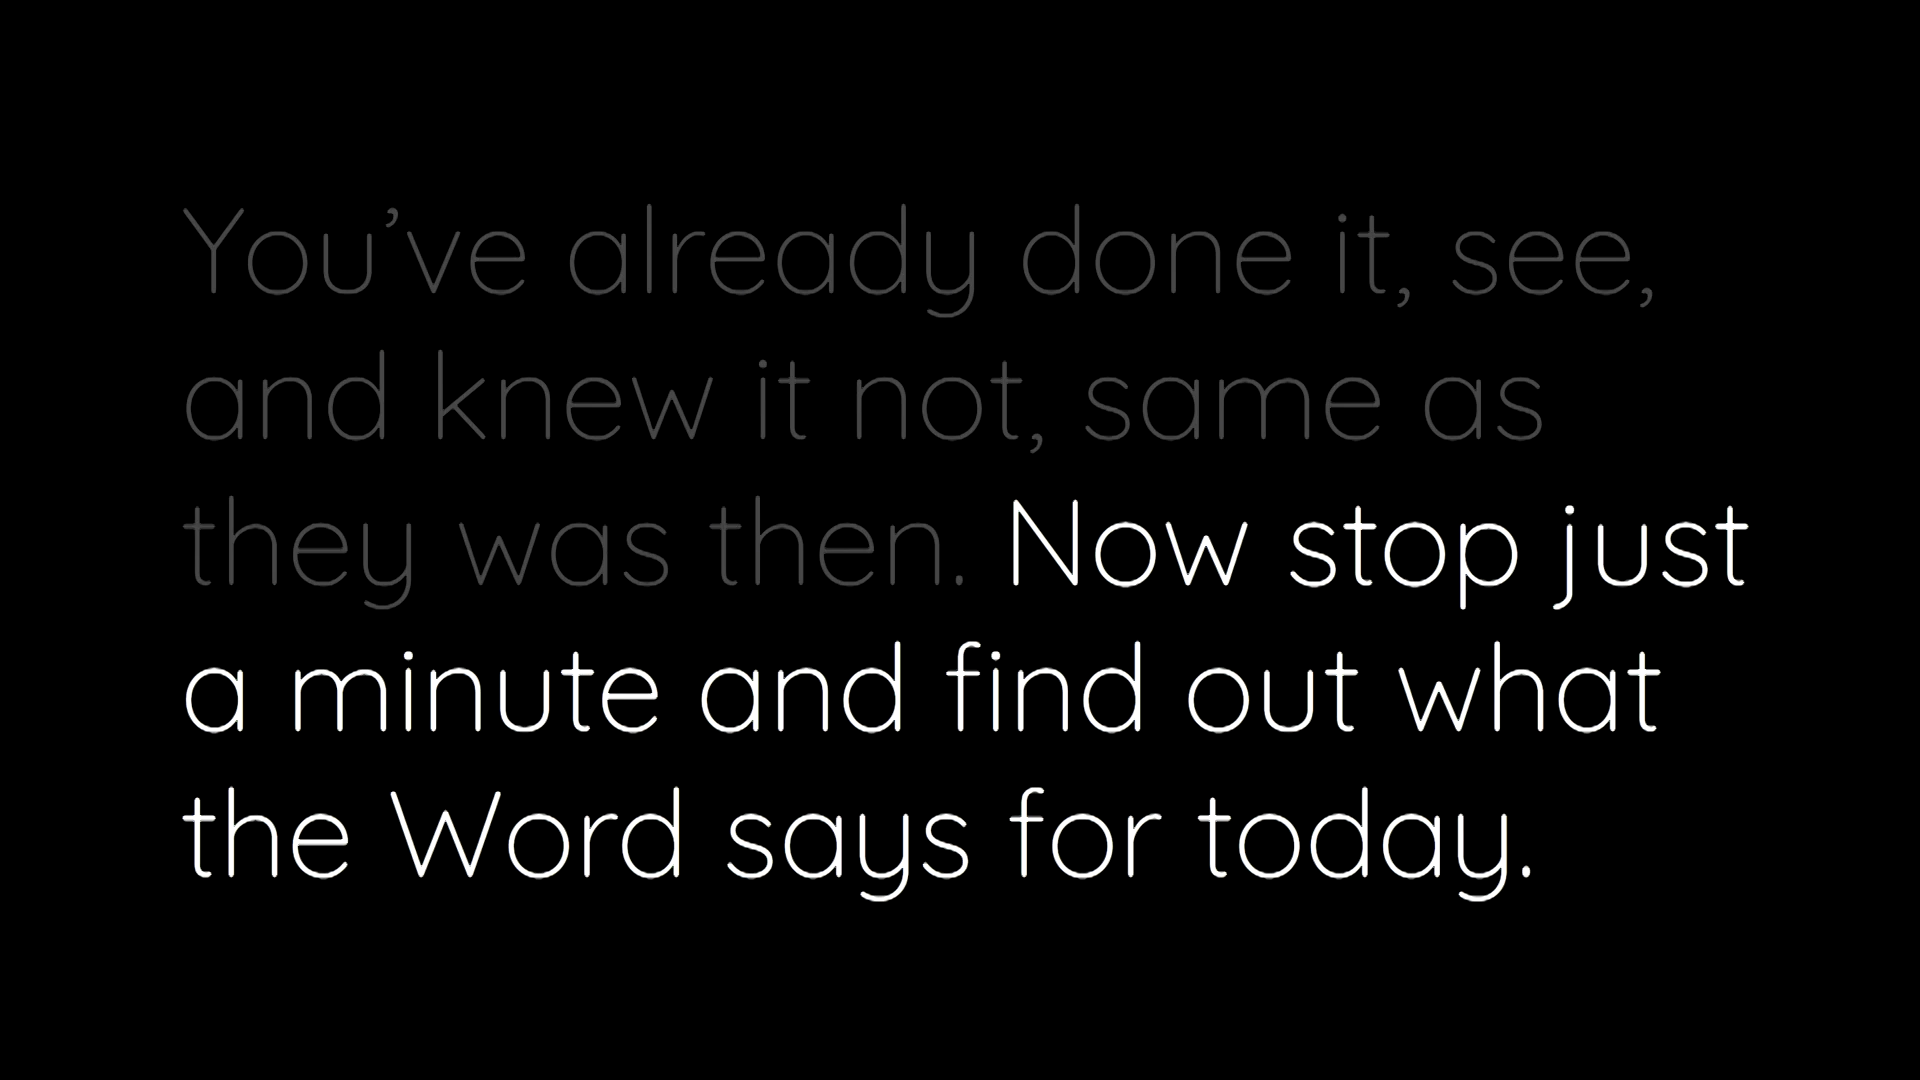 You’ve already done it, see,
and knew it not, same as
they was then. Now stop just
a minute and find out what
the Word says for today.